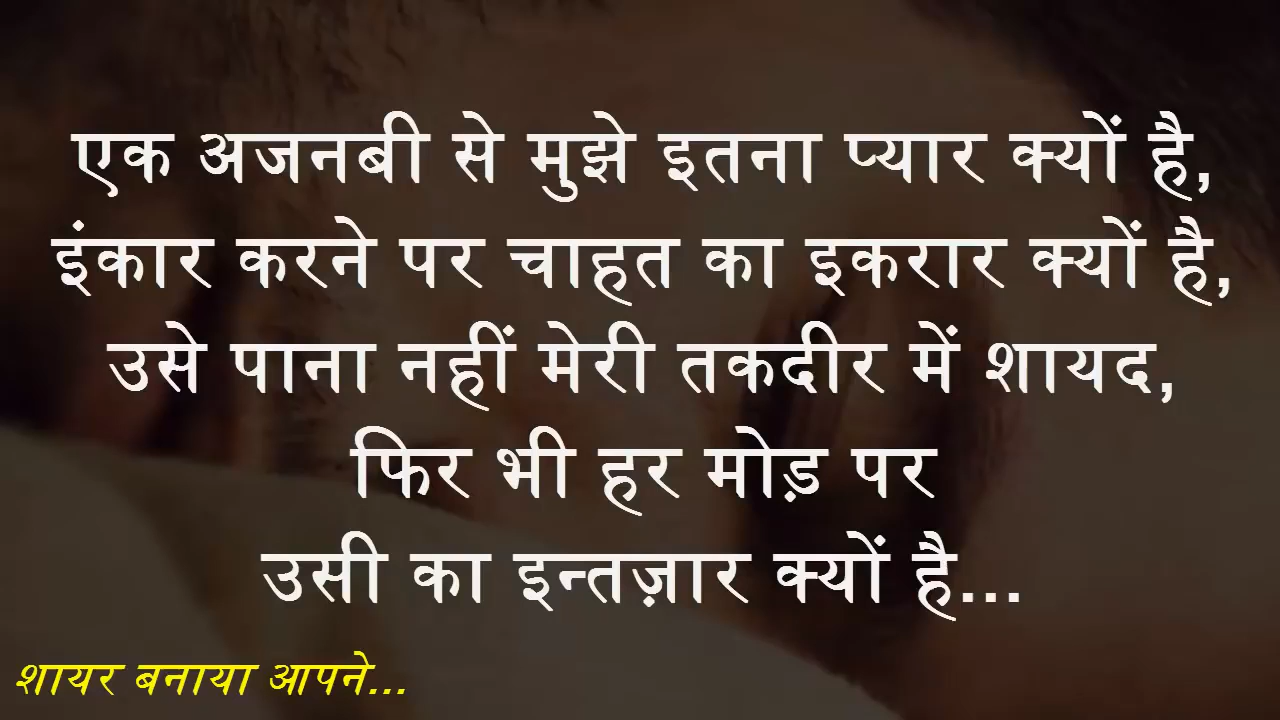 एक अजनबी से मुझे इतना प्यार क्यों है,
इंकार करने पर चाहत का इकरार क्यों है,
उसे पाना नहीं मेरी तकदीर में शायद,
फिर भी हर मोड़ पर
उसी का इन्तज़ार क्यों है...
शायर बनाया आपने...